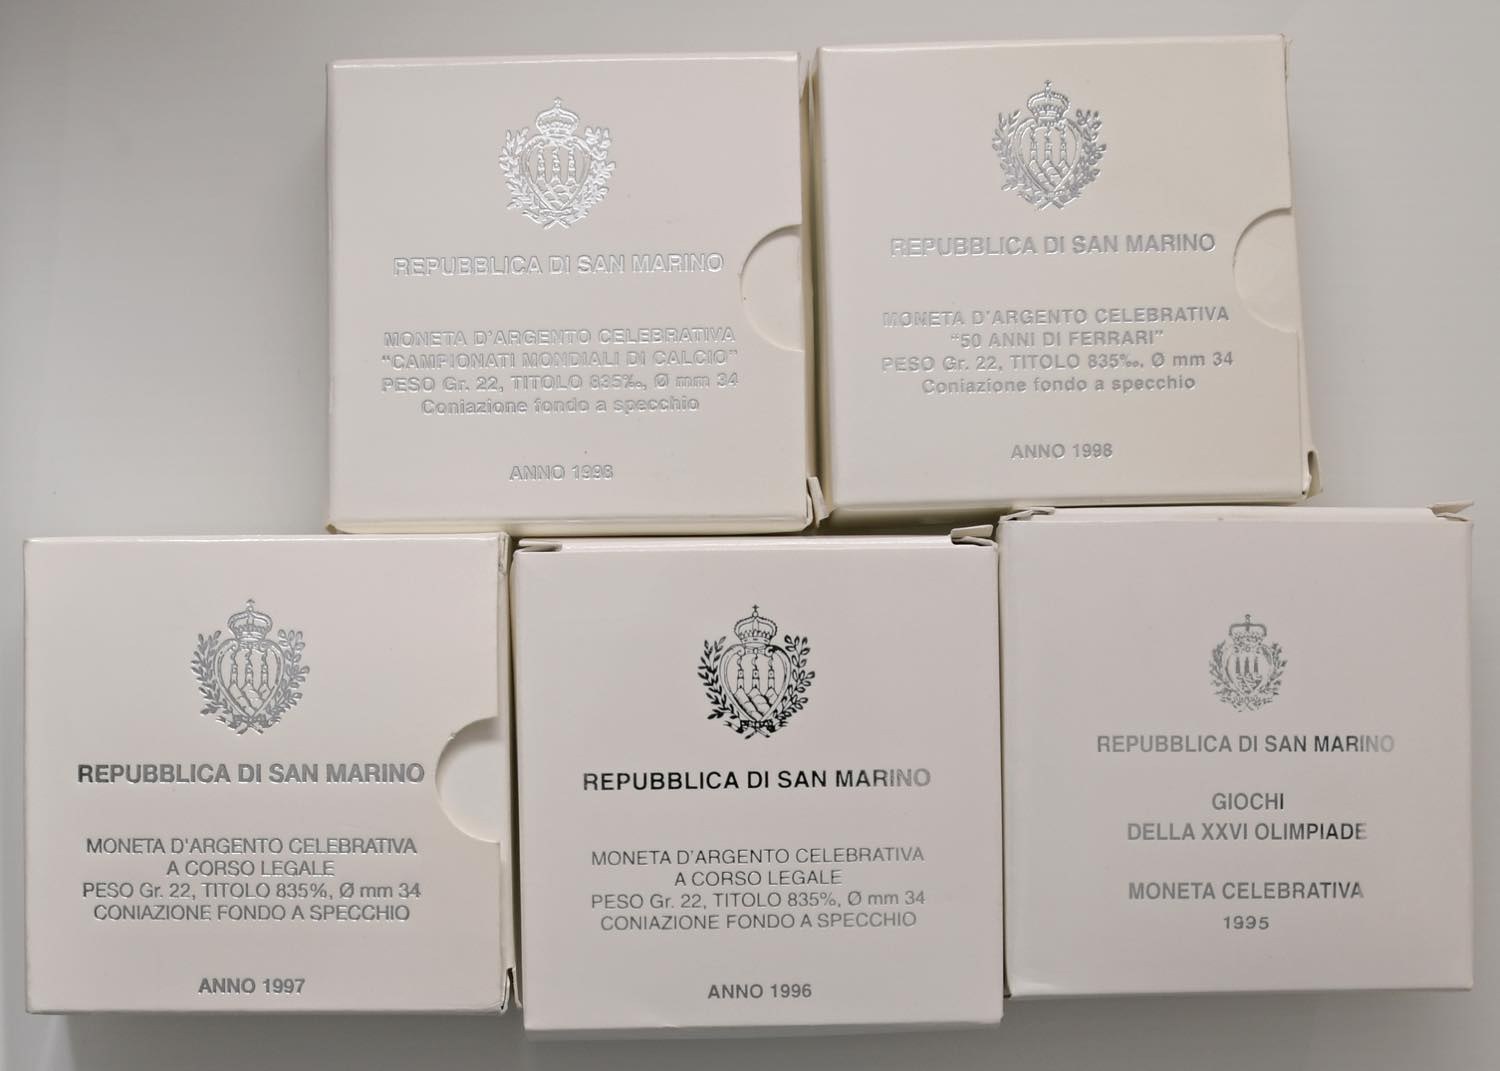 REPUBBLICA DI SAN MARINO
MONETA D'ARGENTO CELEBRATIVA
"CAMPIONATI MONDIALI DI CALCIO"
PESO Gr. 22, TITOLO 835‰, Ø mm 34
Coniazione fondo a specchio
ANNO 1998
REPUBBLICA DI SAN MARINO
MONETA D'ARGENTO CELEBRATIVA
"50 ANNI DI FERRARI"
PESO Gr. 22, TITOLO 835‰, Ø mm 34
Coniazione fondo a specchio
ANNO 1998
REPUBBLICA DI SAN MARINO
MONETA D'ARGENTO CELEBRATIVA
A CORSO LEGALE
PESO Gr. 22, TITOLO 835%, Ø mm 34
CONIAZIONE FONDO A SPECCHIO
ANNO 1997
REPUBBLICA DI SAN MARINO
MONETA D'ARGENTO CELEBRATIVA
A CORSO LEGALE
PESO Gr. 22, TITOLO 835%, Ø mm 34
CONIAZIONE FONDO A SPECCHIO
ANNO 1996
REPUBBLICA DI SAN MARINO
GIOCHI
DELLA XXVI OLIMPIADE
MONETA CELEBRATIVA
1995